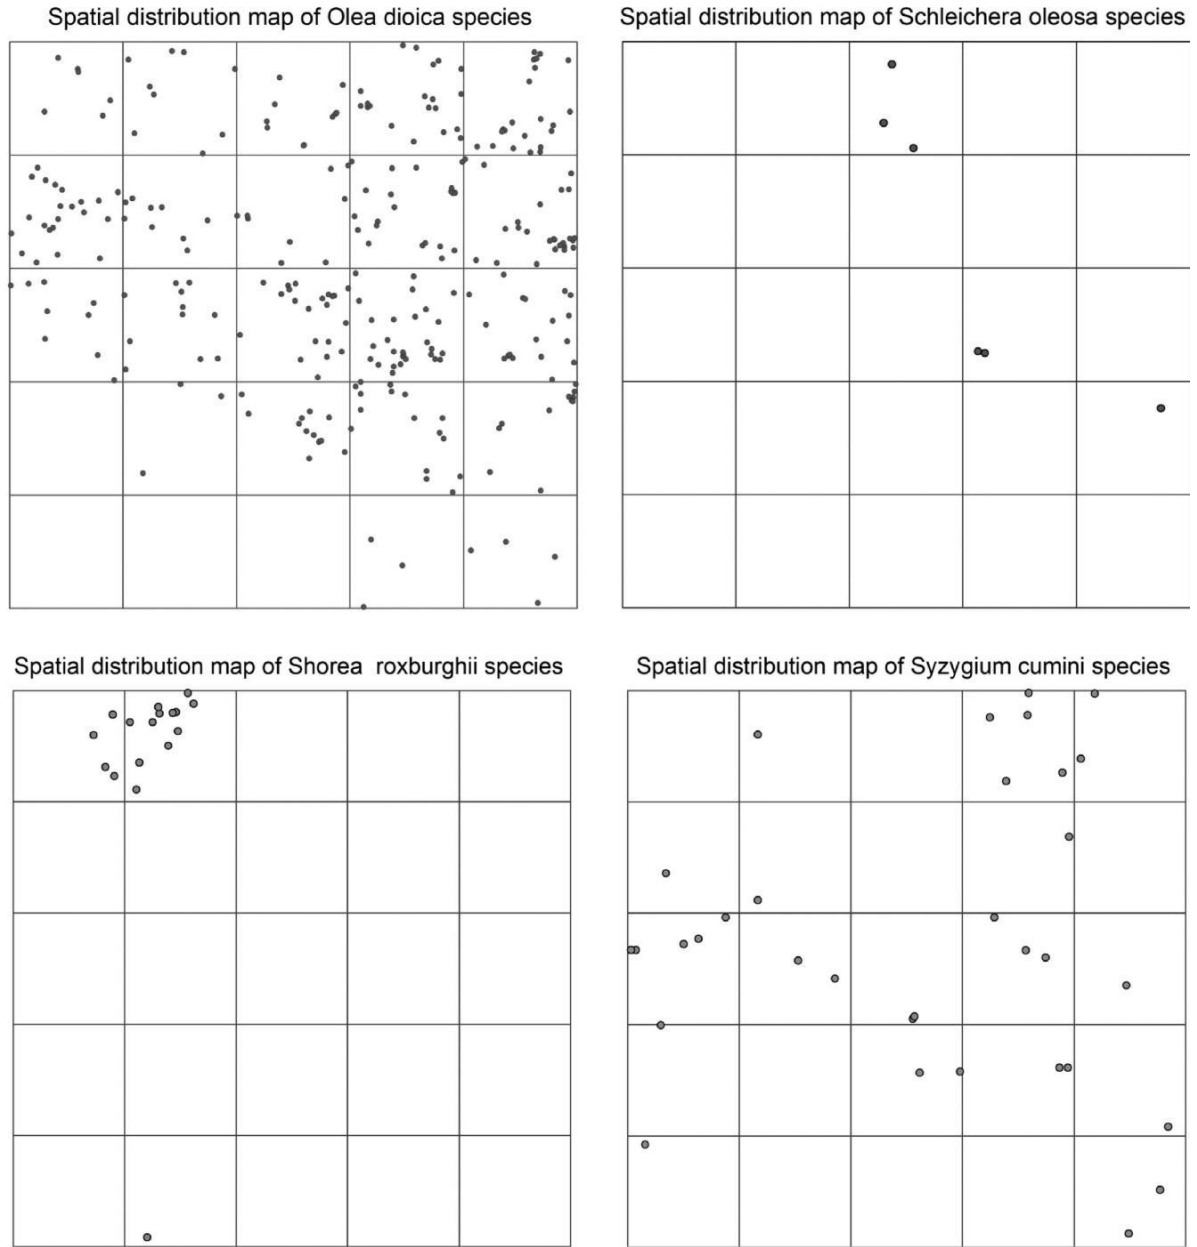 Spatial distribution map of Olea dioica species
Spatial distribution map of Schleichera oleosa species
Spatial distribution map of Shorea roxburghii species
Spatial distribution map of Syzygium cumini species